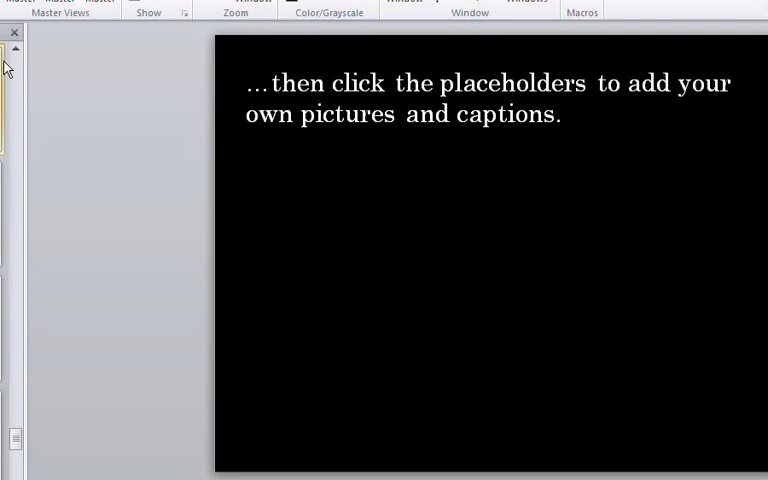 Master Views Show Zoom Color/Grayscale Window Macros
...then click the placeholders to add your
own pictures and captions.